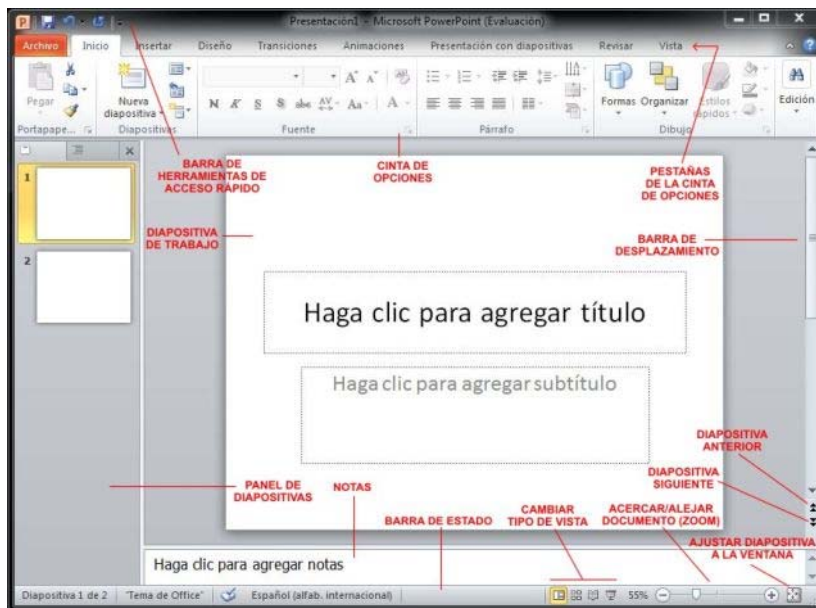 Presentación1 - Microsoft PowerPoint (Evaluación)
Archivo Inicio Insertar Diseño Transiciones Animaciones Presentación con diapositivas Revisar Vista
Pegar
Nueva
diapositiva
Formas Organizar Estilos
rápidos
Edición
Portapape... Diapositivas Fuente Párrafo Dibujo
BARRA DE
HERRAMIENTAS DE
ACCESO RÁPIDO
CINTA DE
OPCIONES
PESTAÑAS
DE LA CINTA
DE OPCIONES
1
DIAPOSITIVA
DE TRABAJO
BARRA DE
DESPLAZAMIENTO
2
Haga clic para agregar título
Haga clic para agregar subtítulo
DIAPOSITIVA
ANTERIOR
DIAPOSITIVA
SIGUIENTE
PANEL DE
DIAPOSITIVAS
NOTAS
BARRA DE ESTADO
CAMBIAR
TIPO DE VISTA
ACERCAR/ALEJAR
DOCUMENTO (ZOOM)
AJUSTAR DIAPOSITIVA
A LA VENTANA
Haga clic para agregar notas
Diapositiva 1 de 2 "Tema de Office" Español (alfab. internacional) 55%